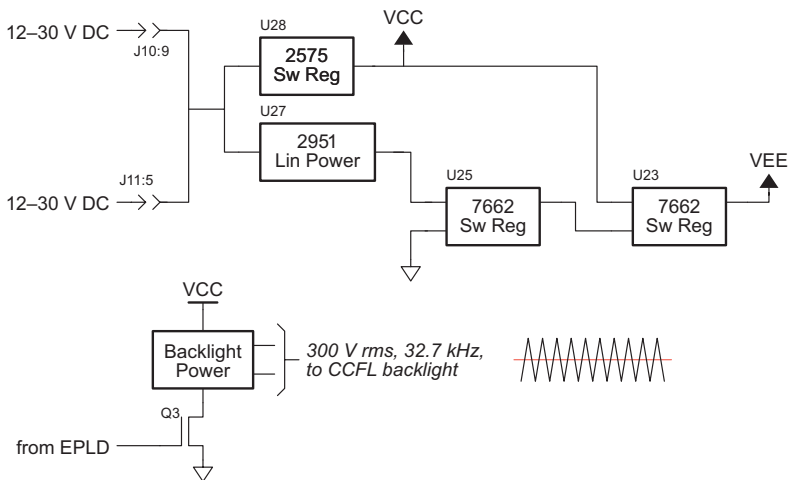 12–30 V DC
J10:9
U28
2575
Sw Reg
VCC
U27
2951
Lin Power
J11:5
12–30 V DC
U25
7662
Sw Reg
U23
7662
Sw Reg
VEE
VCC
Backlight
Power
300 V rms, 32.7 kHz,
to CCFL backlight
Q3
from EPLD